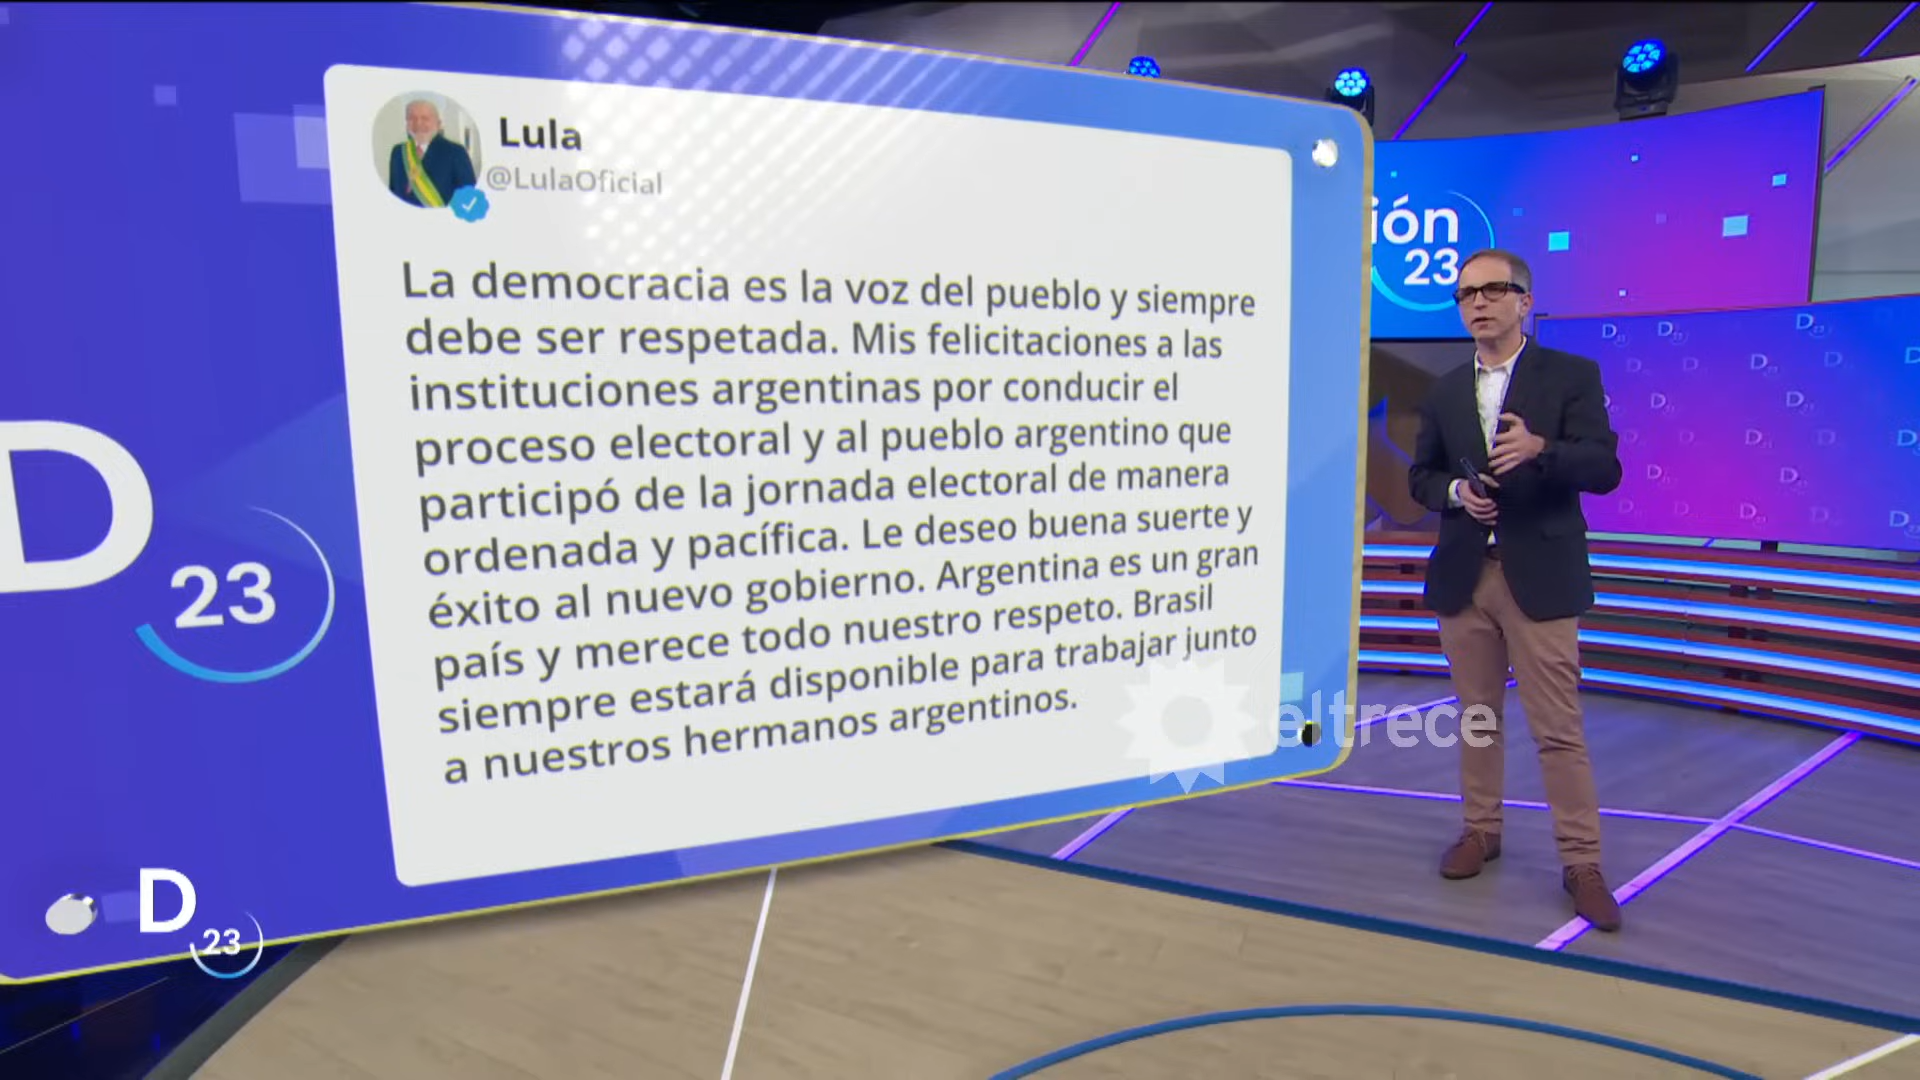 Lula
@LulaOficial
La democracia es la voz del pueblo y siempre
debe ser respetada. Mis felicitaciones a las
instituciones argentinas por conducir el
proceso electoral y al pueblo argentino que
participó de la jornada electoral de manera
ordenada y pacífica. Le deseo buena suerte y
éxito al nuevo gobierno. Argentina es un gran
país y merece todo nuestro respeto. Brasil
siempre estará disponible para trabajar junto
a nuestros hermanos argentinos.
D
23
ión
23
eltrece
D
23